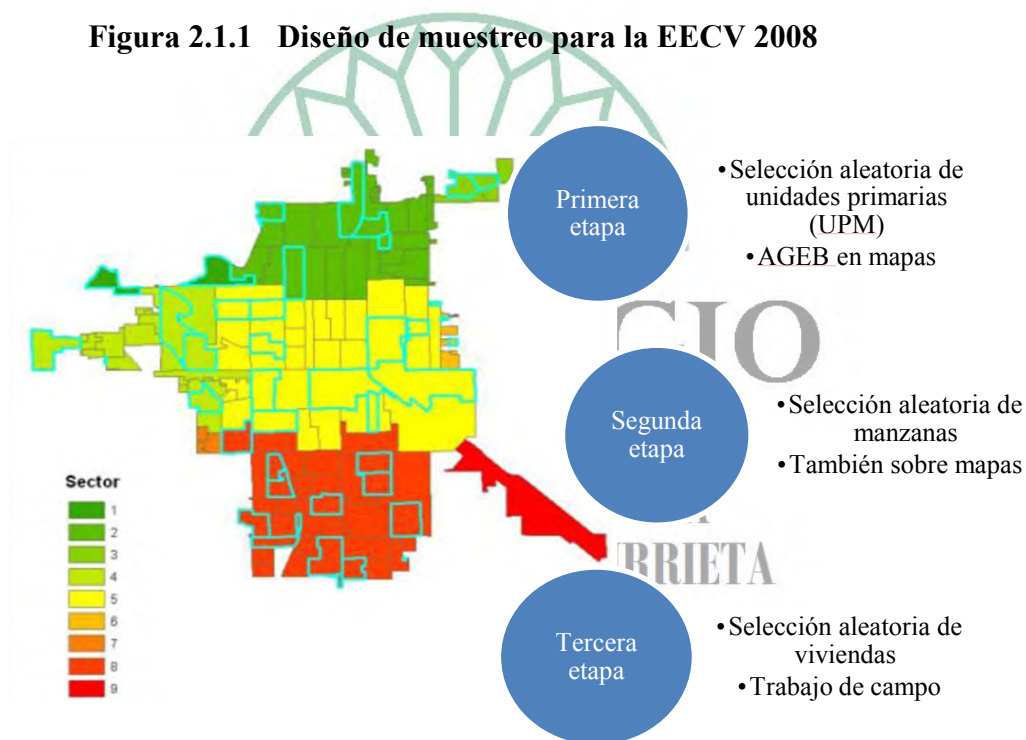 Figura 2.1.1 Diseño de muestreo para la EECV 2008
Primera
etapa
•Selección aleatoria de
unidades primarias
(UPM)
•AGEB en mapas
Segunda
etapa
•Selección aleatoria de
manzanas
•También sobre mapas
Tercera
etapa
•Selección aleatoria de
viviendas
•Trabajo de campo
Sector
1
2
3
4
5
6
7
8
9
GIO
RRIETA